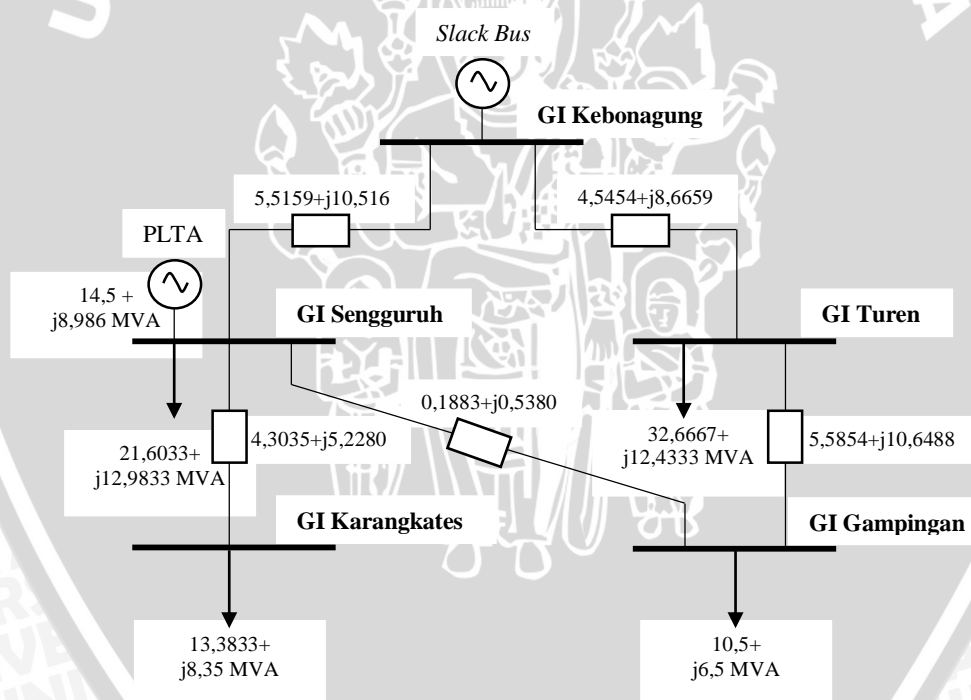 Slack Bus
GI Kebonagung
5,5159+j10,516
4,5454+j8,6659
PLTA
14,5 +
j8,986 MVA
GI Sengguruh
GI Turen
0,1883+j0,5380
21,6033+
j12,9833 MVA
4,3035+j5,2280
32,6667+
j12,4333 MVA
5,5854+j10,6488
GI Karangkates
GI Gampingan
13,3833+
j8,35 MVA
10,5+
j6,5 MVA